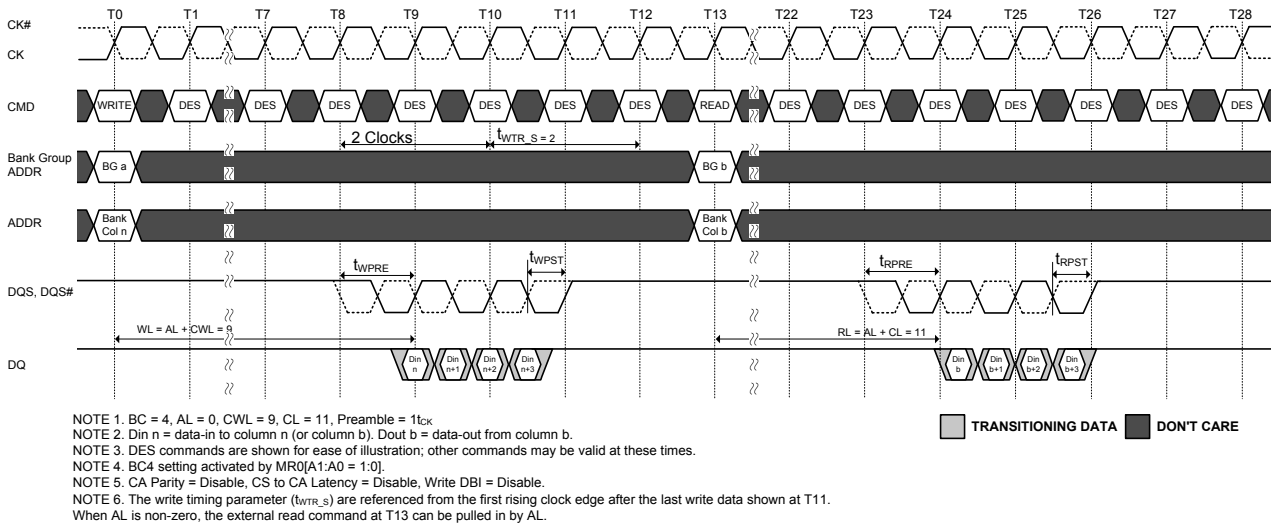 T0 T1 T7 T8 T9 T10 T11 T12 T13 T22 T23 T24 T25 T26 T27 T28
CK#
CK
CMD WRITE DES DES DES DES DES DES DES READ DES DES DES DES DES DES DES
2 Clocks tWTR_S = 2
Bank Group
ADDR
BG a BG b
ADDR
Bank
Col n
Bank
Col b
tWPRE tWPST tRPRE tRPST
DQS, DQS#
WL = AL + CWL = 9 RL = AL + CL = 11
DQ
Din
n
Din
n+1
Din
n+2
Din
n+3
Din
b
Din
b+1
Din
b+2
Din
b+3
NOTE 1. BC = 4, AL = 0, CWL = 9, CL = 11, Preamble = 1tCK
NOTE 2. Din n = data-in to column n (or column b). Dout b = data-out from column b.
NOTE 3. DES commands are shown for ease of illustration; other commands may be valid at these times.
NOTE 4. BC4 setting activated by MR0[A1:A0 = 1:0].
NOTE 5. CA Parity = Disable, CS to CA Latency = Disable, Write DBI = Disable.
NOTE 6. The write timing parameter (tWTR_S) are referenced from the first rising clock edge after the last write data shown at T11.
When AL is non-zero, the external read command at T13 can be pulled in by AL.
TRANSITIONING DATA DON'T CARE